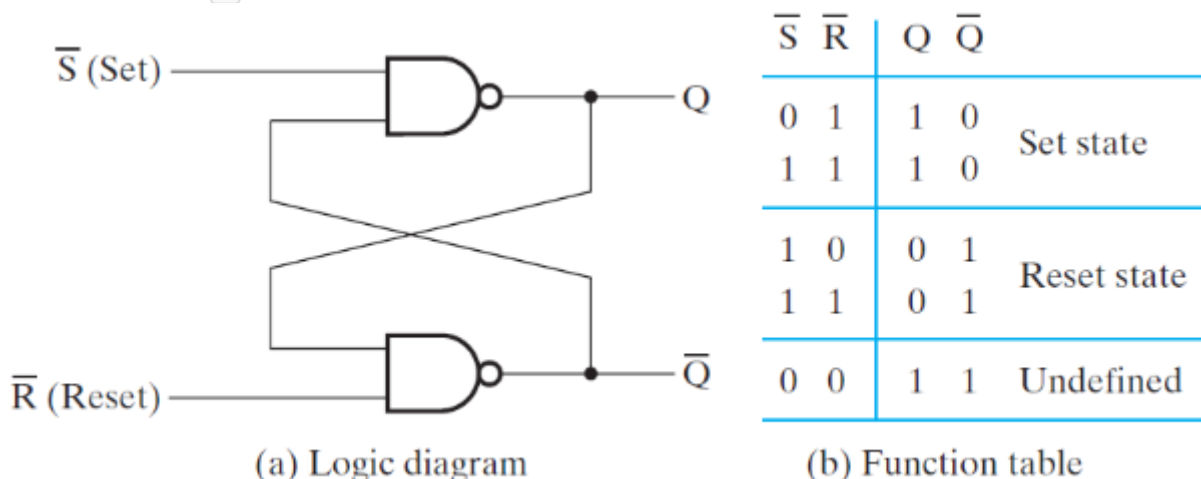 S̅ (Set)
Q
R̅ (Reset)
Q̅
(a) Logic diagram
S̅ R̅ Q Q̅
0 1 1 0
Set state
1 1 1 0
1 0 0 1
Reset state
1 1 0 1
0 0 1 1 Undefined
(b) Function table